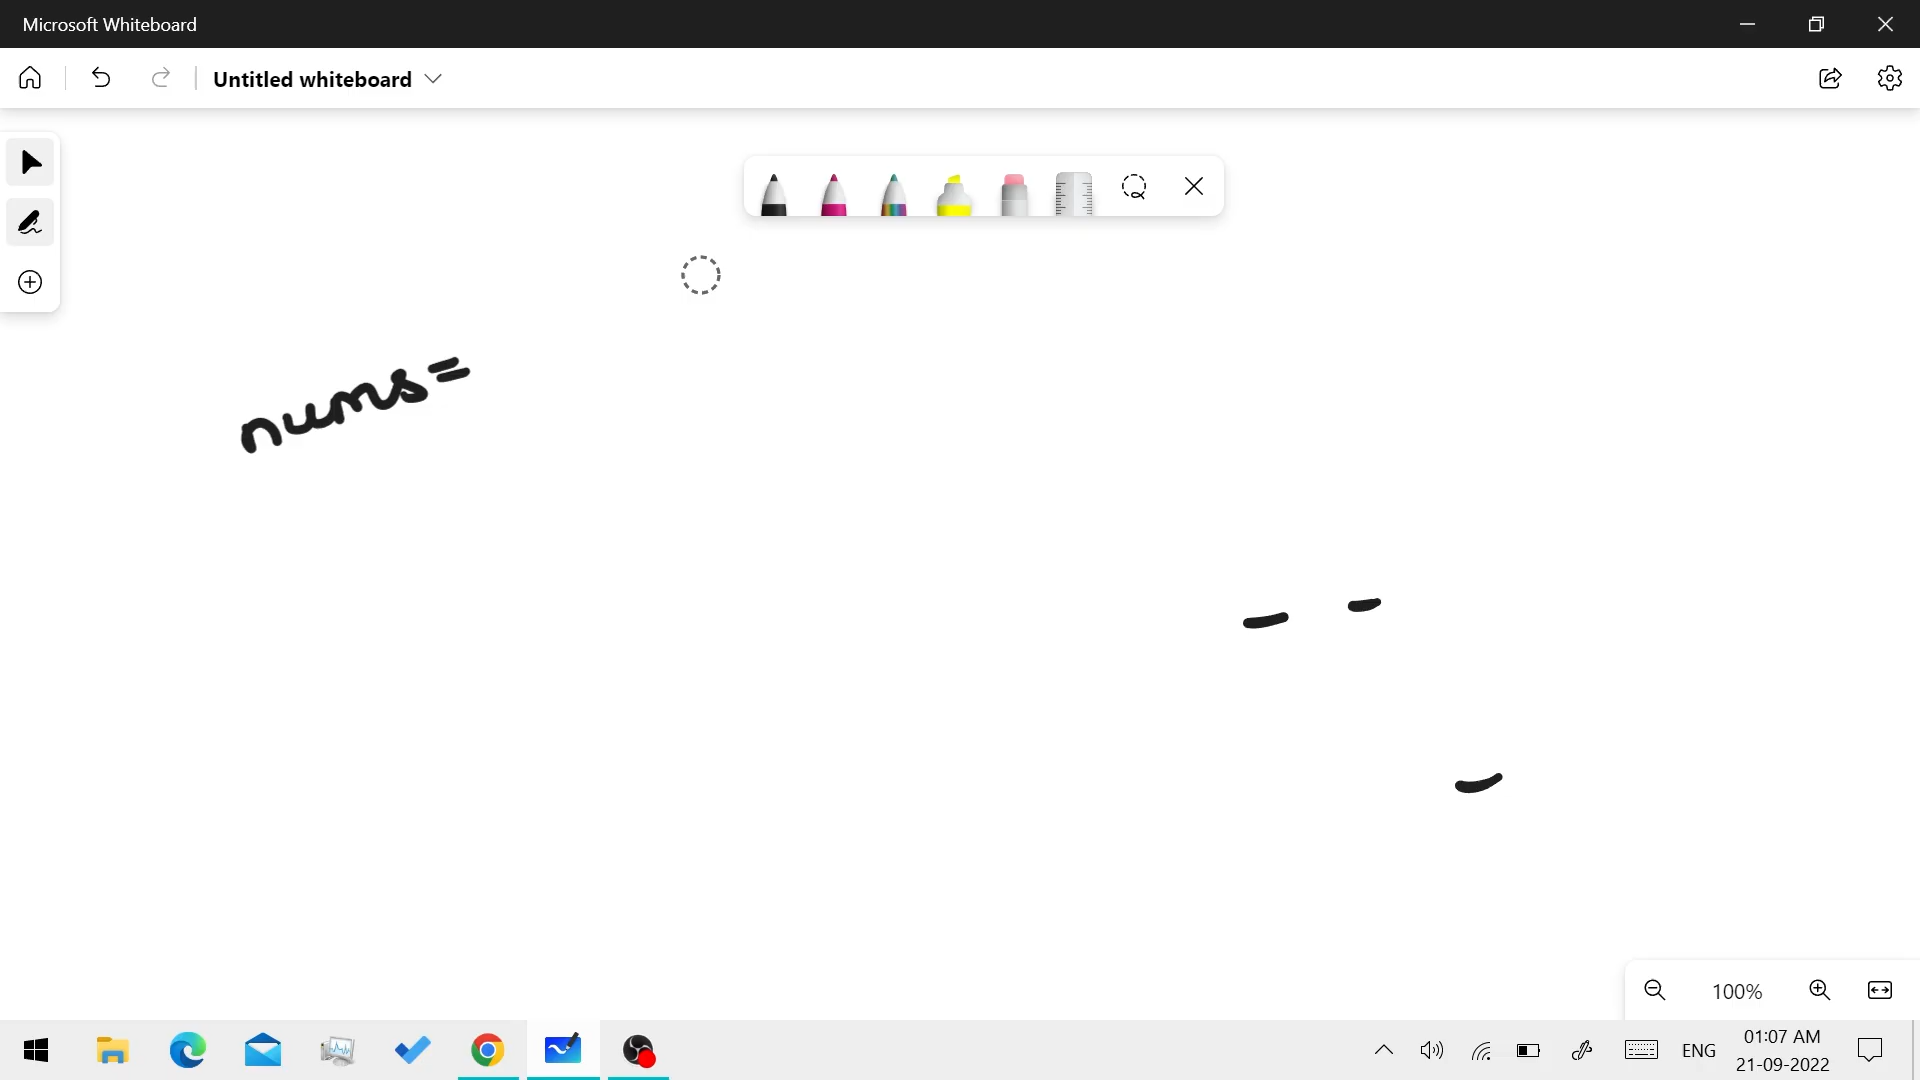 Microsoft Whiteboard
Untitled whiteboard
nums=
100%
ENG
01:07 AM
21-09-2022